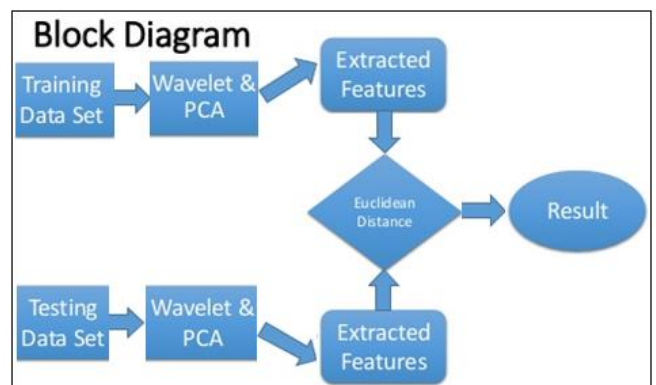 Block Diagram
Training
Data Set
Wavelet &
PCA
Extracted
Features
Euclidean
Distance
Result
Testing
Data Set
Wavelet &
PCA
Extracted
Features